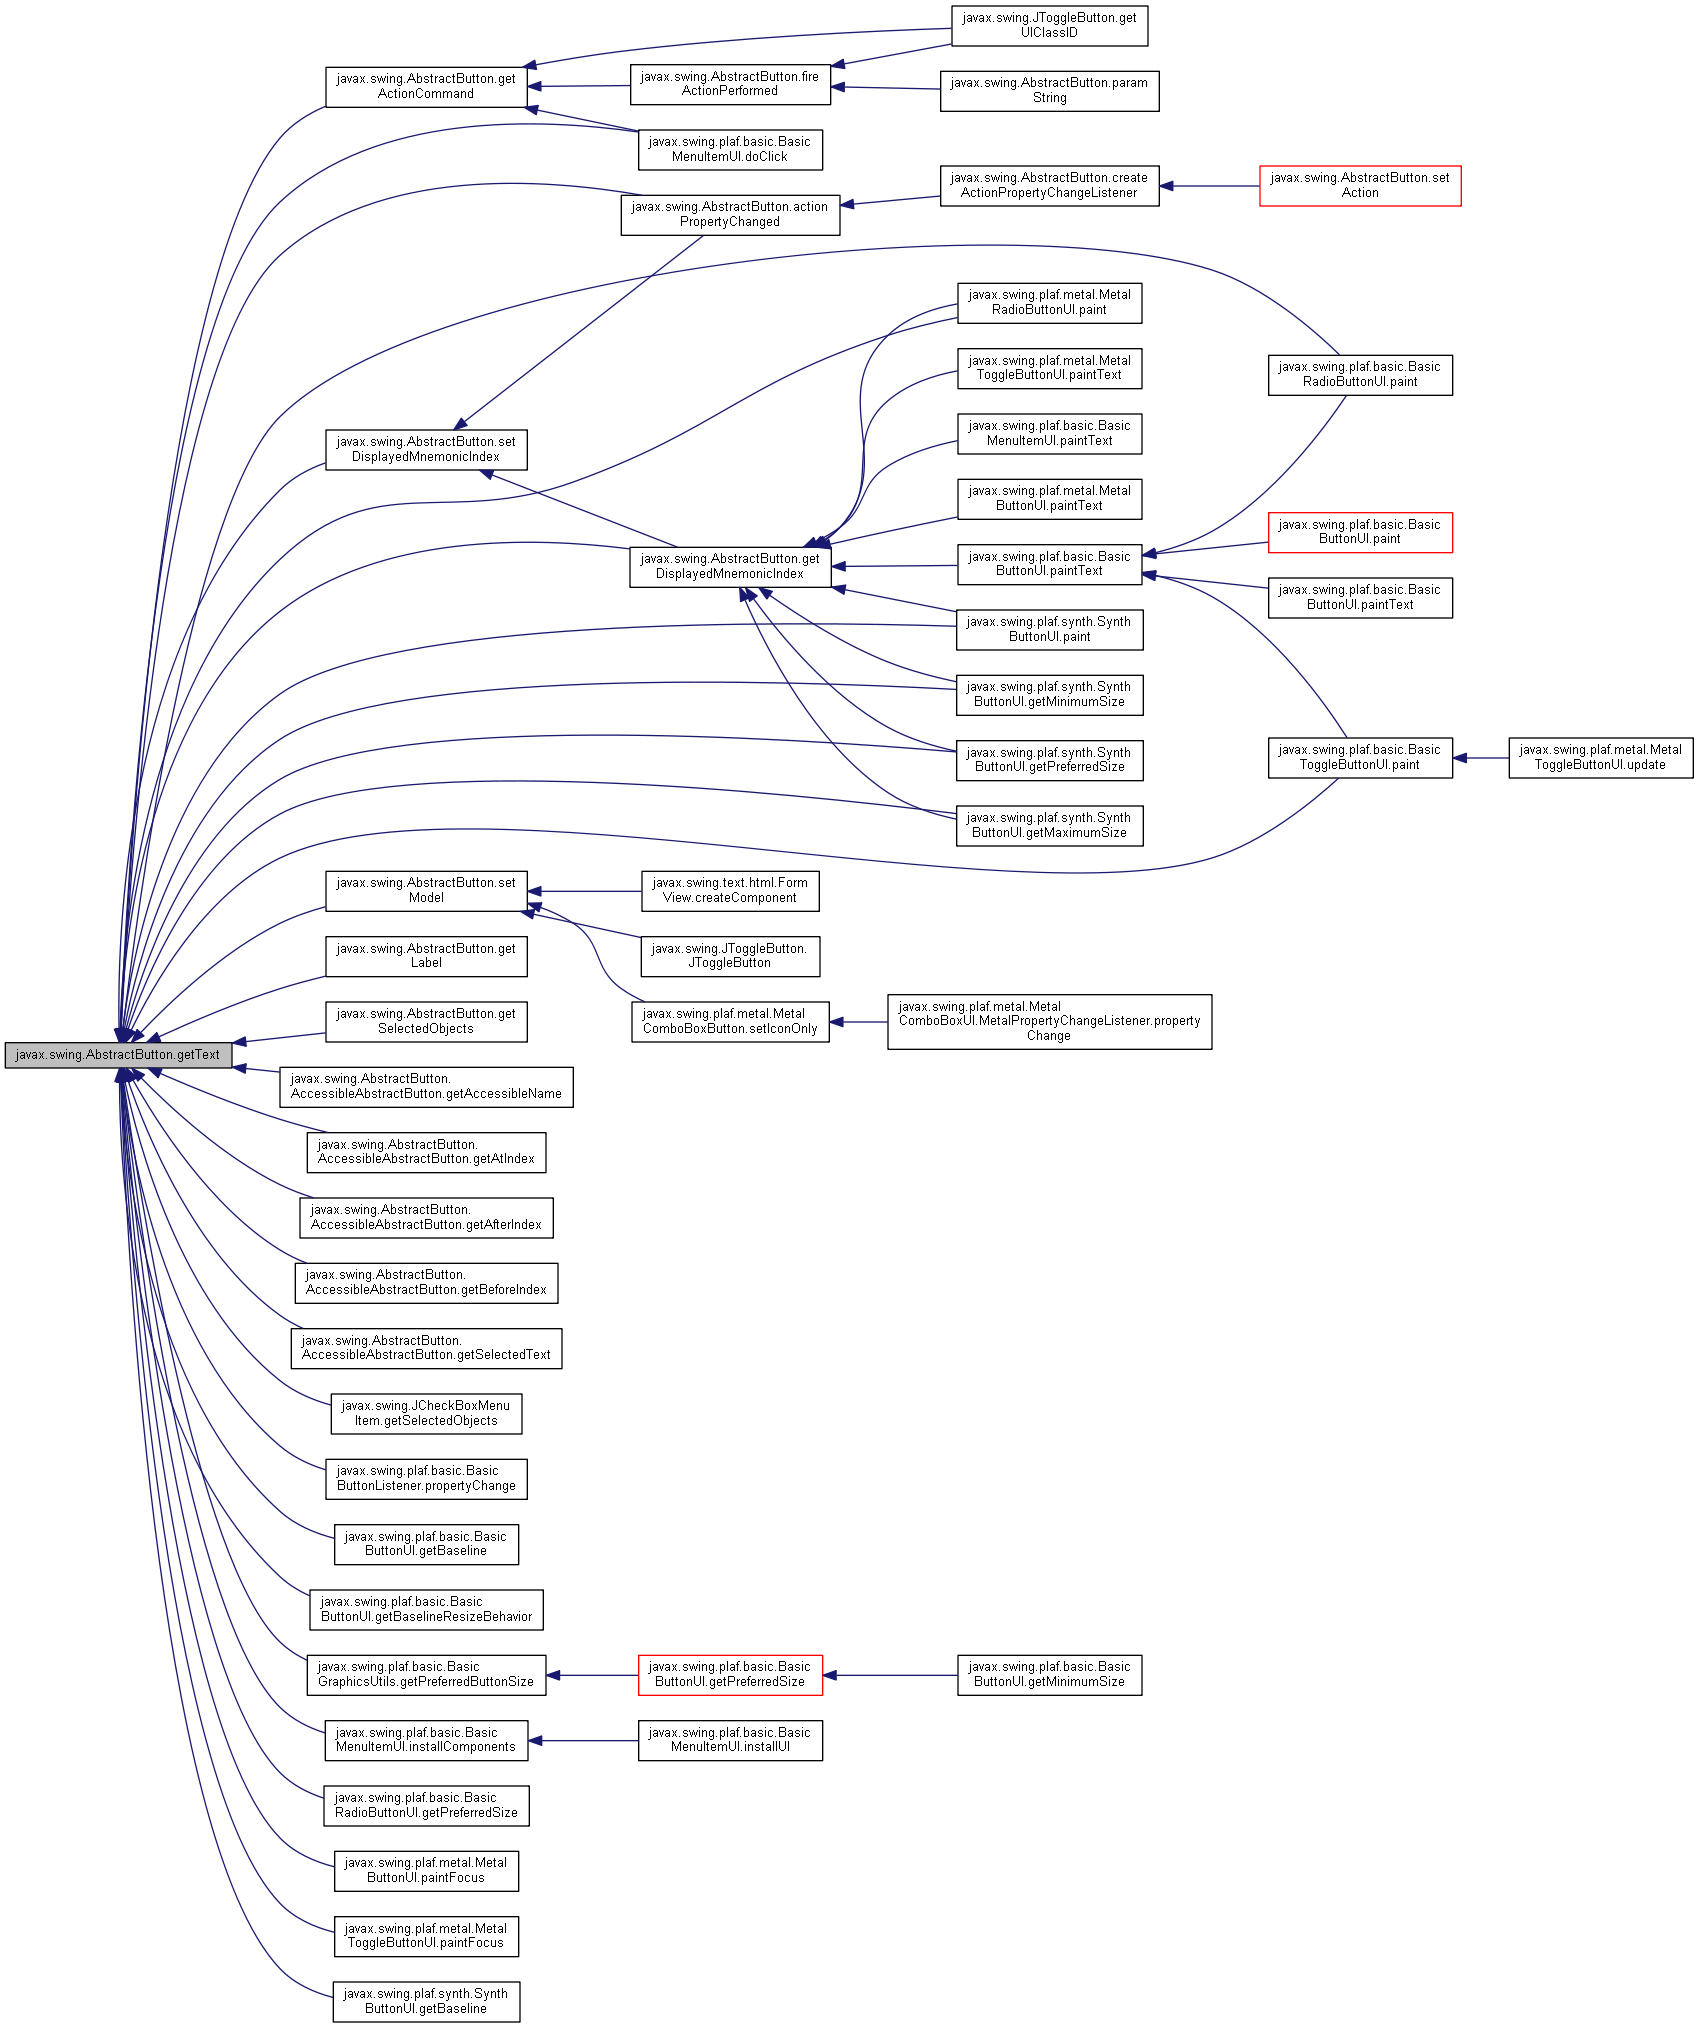 javax.swing.JToggleButton.get
UIClassID
javax.swing.AbstractButton.get
ActionCommand
javax.swing.AbstractButton.fire
ActionPerformed
javax.swing.AbstractButton.param
String
javax.swing.plaf.basic.Basic
MenuItemUI.doClick
javax.swing.AbstractButton.action
PropertyChanged
javax.swing.AbstractButton.create
ActionPropertyChangeListener
javax.swing.AbstractButton.set
Action
javax.swing.plaf.metal.Metal
RadioButtonUI.paint
javax.swing.plaf.metal.Metal
ToggleButtonUI.paintText
javax.swing.plaf.basic.Basic
RadioButtonUI.paint
javax.swing.AbstractButton.set
DisplayedMnemonicIndex
javax.swing.plaf.basic.Basic
MenuItemUI.paintText
javax.swing.plaf.metal.Metal
ButtonUI.paintText
javax.swing.plaf.basic.Basic
ButtonUI.paint
javax.swing.AbstractButton.get
DisplayedMnemonicIndex
javax.swing.plaf.basic.Basic
ButtonUI.paintText
javax.swing.plaf.basic.Basic
ButtonUI.paintText
javax.swing.plaf.synth.Synth
ButtonUI.paint
javax.swing.plaf.synth.Synth
ButtonUI.getMinimumSize
javax.swing.plaf.synth.Synth
ButtonUI.getPreferredSize
javax.swing.plaf.basic.Basic
ToggleButtonUI.paint
javax.swing.plaf.metal.Metal
ToggleButtonUI.update
javax.swing.plaf.synth.Synth
ButtonUI.getMaximumSize
javax.swing.AbstractButton.set
Model
javax.swing.text.html.Form
View.createComponent
javax.swing.AbstractButton.get
Label
javax.swing.JToggleButton.
JToggleButton
javax.swing.AbstractButton.get
SelectedObjects
javax.swing.plaf.metal.Metal
ComboBoxButton.setIconOnly
javax.swing.plaf.metal.Metal
ComboBoxUI.MetalPropertyChangeListener.property
Change
javax.swing.AbstractButton.getText
javax.swing.AbstractButton.
AccessibleAbstractButton.getAccessibleName
javax.swing.AbstractButton.
AccessibleAbstractButton.getAtIndex
javax.swing.AbstractButton.
AccessibleAbstractButton.getAfterIndex
javax.swing.AbstractButton.
AccessibleAbstractButton.getBeforeIndex
javax.swing.AbstractButton.
AccessibleAbstractButton.getSelectedText
javax.swing.JCheckBoxMenu
Item.getSelectedObjects
javax.swing.plaf.basic.Basic
ButtonListener.propertyChange
javax.swing.plaf.basic.Basic
ButtonUI.getBaseline
javax.swing.plaf.basic.Basic
ButtonUI.getBaselineResizeBehavior
javax.swing.plaf.basic.Basic
GraphicsUtils.getPreferredButtonSize
javax.swing.plaf.basic.Basic
ButtonUI.getPreferredSize
javax.swing.plaf.basic.Basic
ButtonUI.getMinimumSize
javax.swing.plaf.basic.Basic
MenuItemUI.installComponents
javax.swing.plaf.basic.Basic
MenuItemUI.installUI
javax.swing.plaf.basic.Basic
RadioButtonUI.getPreferredSize
javax.swing.plaf.metal.Metal
ButtonUI.paintFocus
javax.swing.plaf.metal.Metal
ToggleButtonUI.paintFocus
javax.swing.plaf.synth.Synth
ButtonUI.getBaseline